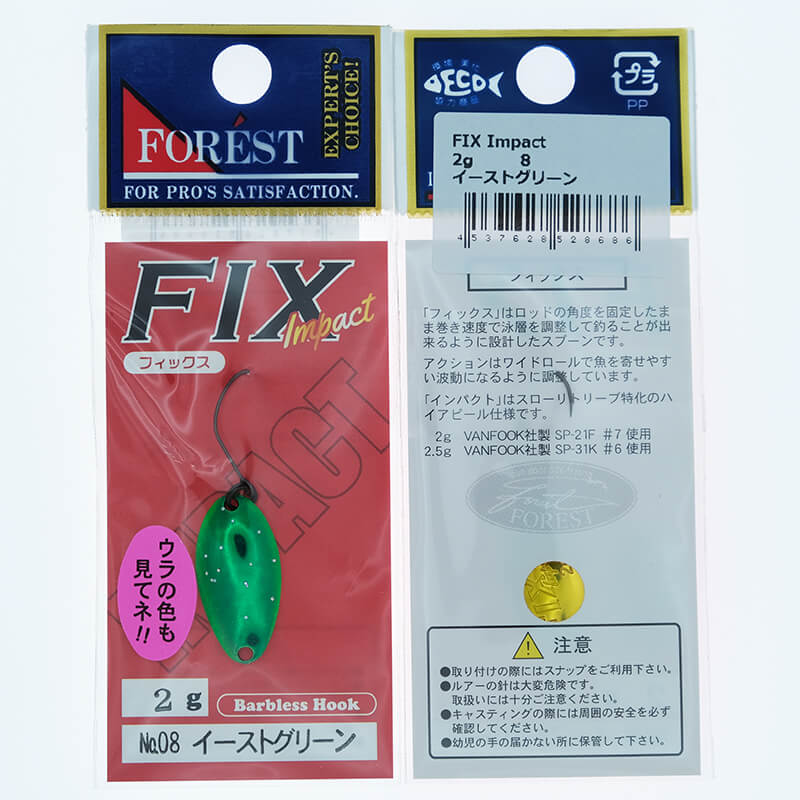 FORÉST
EXPERT'S
CHOICE!
FOR PRO'S SATISFACTION.
FIX
Impact
フィックス
IMPACT
ウラの色も
見てネ!!
2g
Barbless Hook
No.08 イーストグリーン
環境美化
DECO
協力商品
プラ
PP
FIX Impact
2g 8
イーストグリーン
4537628528686
フィックス
「フィックス」はロッドの角度を固定したま
ま巻き速度で泳層を調整して釣ることが出
来るように設計したスプーンです。
アクションはワイドロールで魚を寄せやす
い波動になるように調整しています。
「インパクト」はスローリトリーブ特化のハ
イアピール仕様です。
2g VANFOOK社製 SP-21F #7使用
2.5g VANFOOK社製 SP-31K #6使用
FOREST
注意
●取り付けの際にはスナップをご利用下さい。
●ルアーの針は大変危険です。
取扱いには十分ご注意ください。
●キャスティングの際には周囲の安全を必ず
確認してください。
●幼児の手の届かない所に保管して下さい。